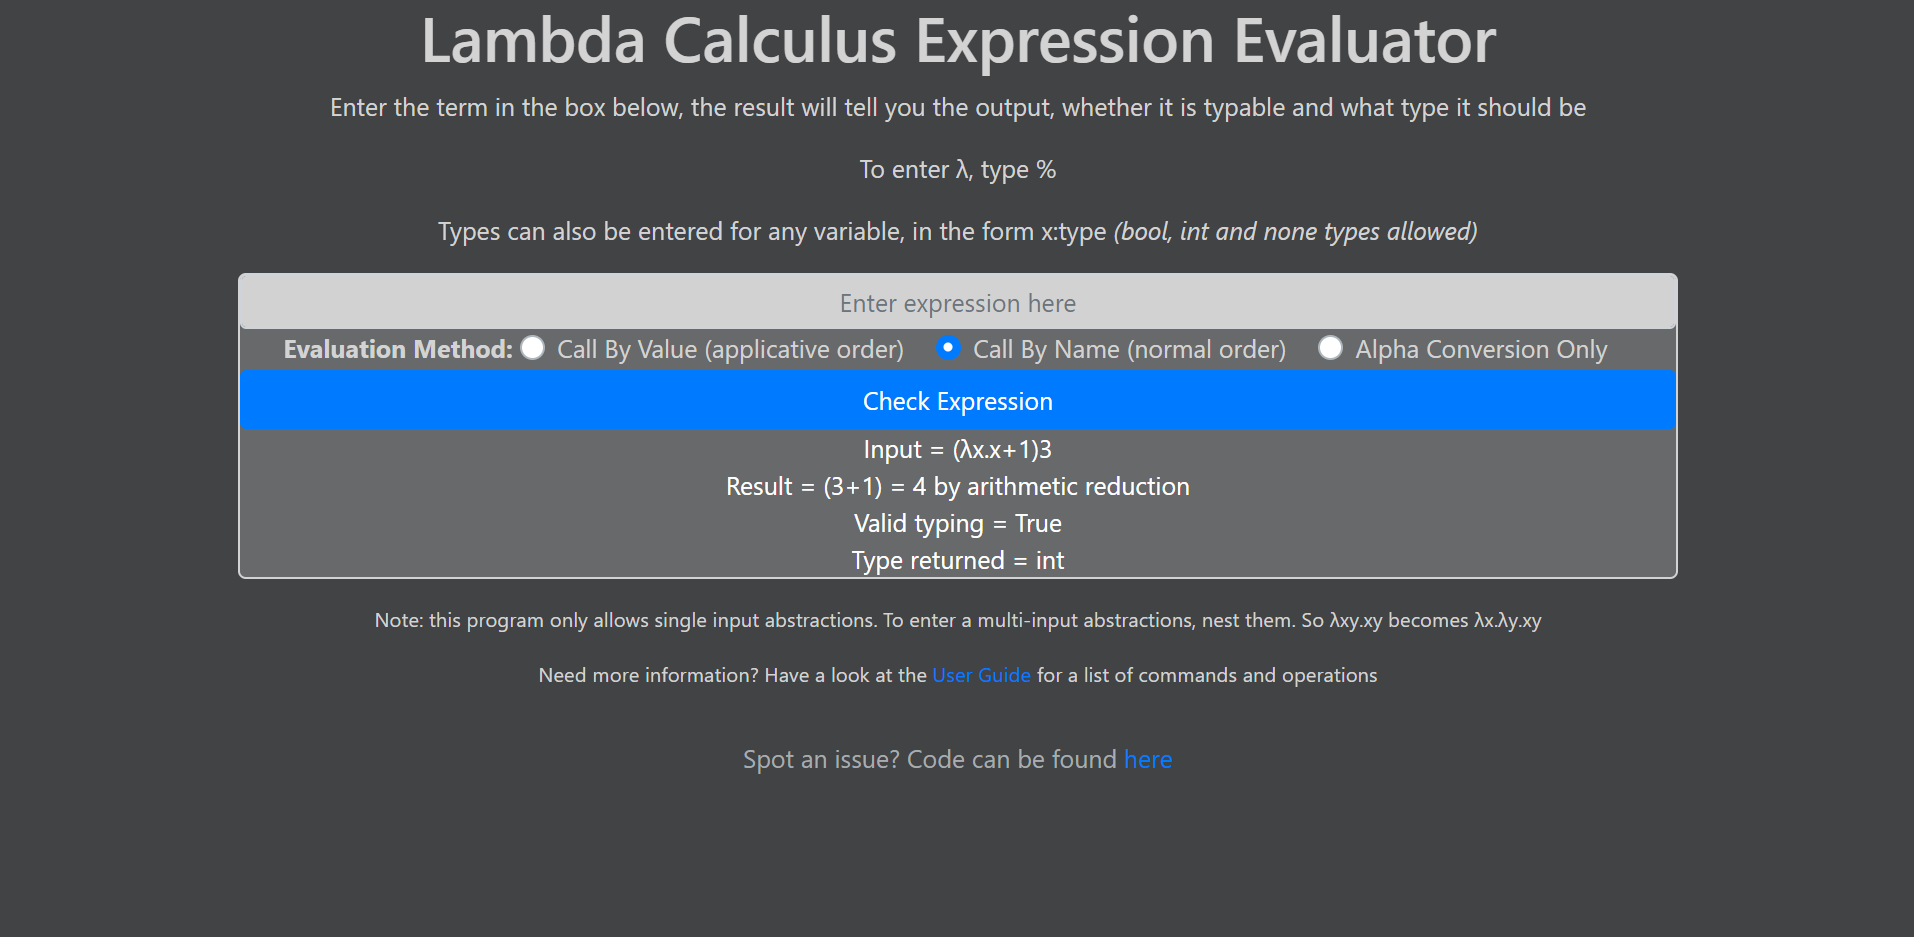 Lambda Calculus Expression Evaluator
Enter the term in the box below, the result will tell you the output, whether it is typable and what type it should be
To enter λ, type %
Types can also be entered for any variable, in the form x:type (bool, int and none types allowed)
Enter expression here
Evaluation Method: Call By Value (applicative order) Call By Name (normal order) Alpha Conversion Only
Check Expression
Input = (λx.x+1)3
Result = (3+1) = 4 by arithmetic reduction
Valid typing = True
Type returned = int
Note: this program only allows single input abstractions. To enter a multi-input abstractions, nest them. So λxy.xy becomes λx.λy.xy
Need more information? Have a look at the User Guide for a list of commands and operations
Spot an issue? Code can be found here